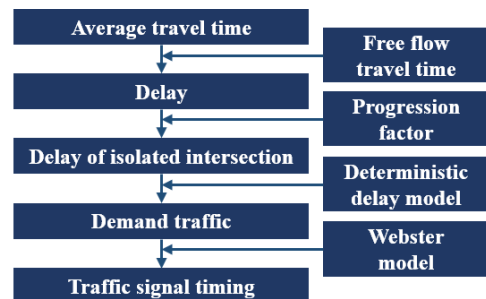 Average travel time
Free flow
travel time
Delay
Progression
factor
Delay of isolated intersection
Deterministic
delay model
Demand traffic
Webster
model
Traffic signal timing